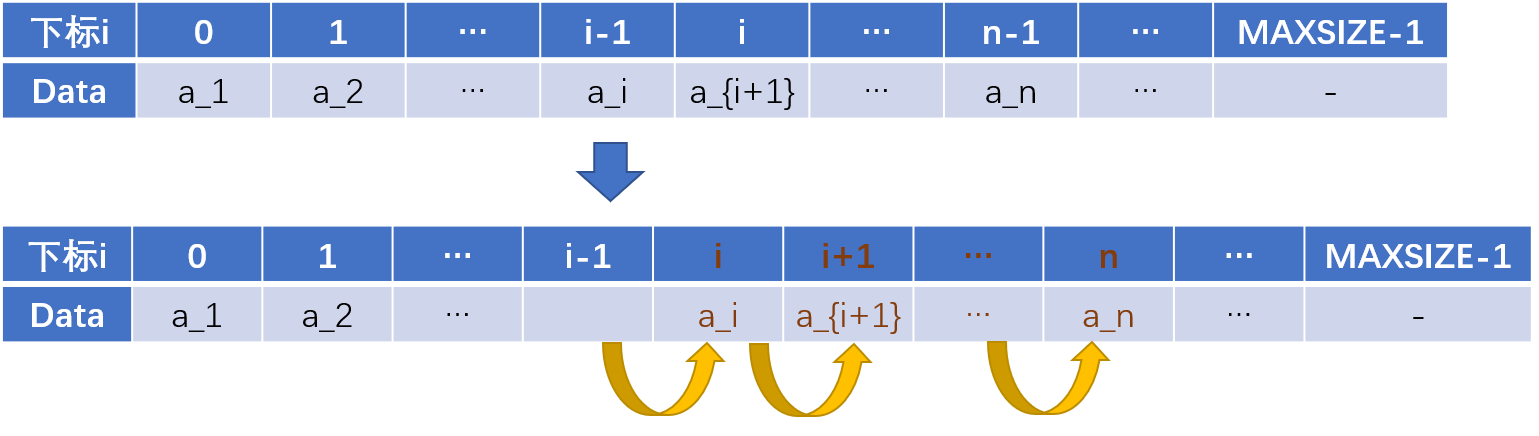 下标i 0 1 … i-1 i … n-1 … MAXSIZE-1
Data a_1 a_2 … a_i a_{i+1} … a_n … -
下标i 0 1 … i-1 i i+1 … n … MAXSIZE-1
Data a_1 a_2 … a_i a_{i+1} … a_n … -